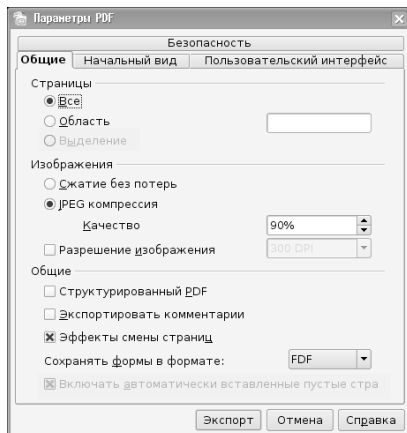 Параметры PDF
Безопасность
Общие Начальный вид Пользовательский интерфейс
Страницы
Все
Область
Выделение
Изображения
Сжатие без потерь
JPEG компрессия
Качество 90%
Разрешение изображения 300 DPI
Общие
Структурированный PDF
Экспортировать комментарии
Эффекты смены страниц
Сохранять формы в формате: FDF
Включать автоматически вставленные пустые стра
Экспорт Отмена Справка